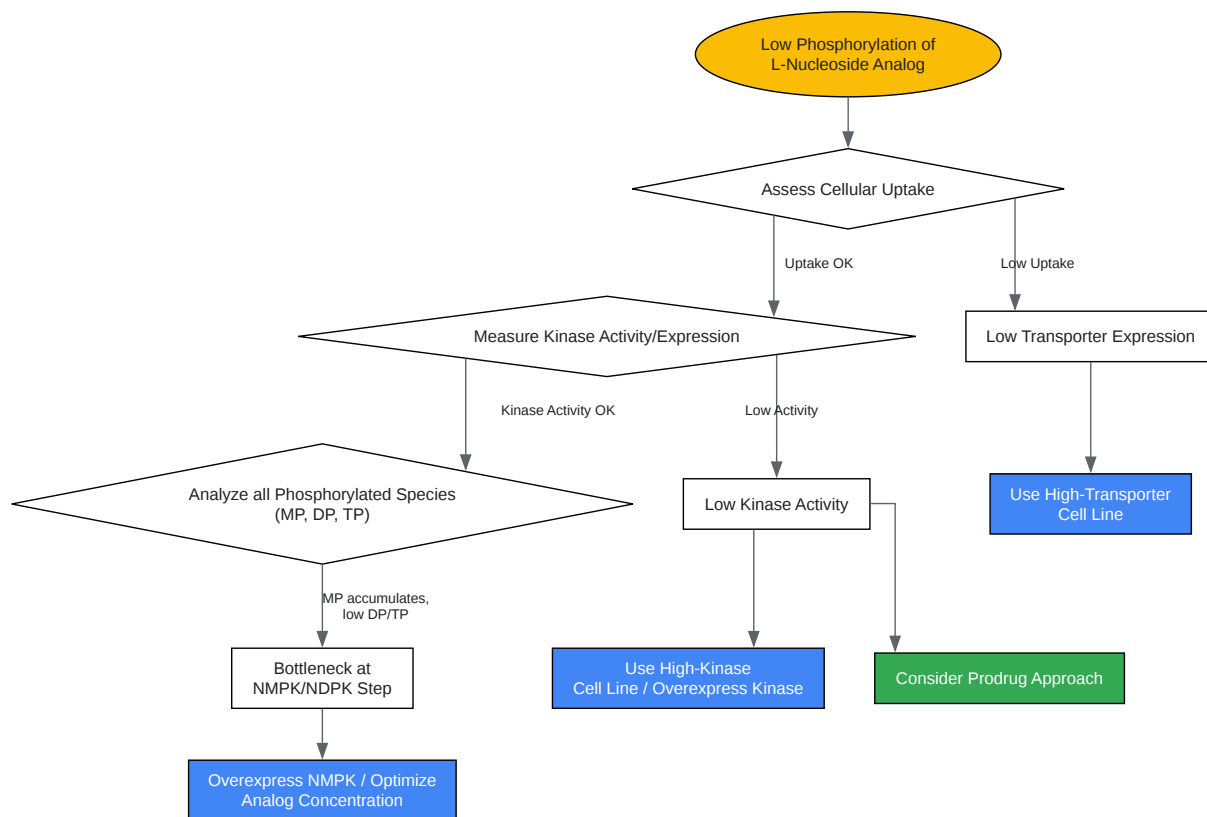 Low Phosphorylation of
L-Nucleoside Analog
Assess Cellular Uptake
Uptake OK
Low Uptake
Measure Kinase Activity/Expression
Low Transporter Expression
Kinase Activity OK
Low Activity
Analyze all Phosphorylated Species
(MP, DP, TP)
Low Kinase Activity
Use High-Transporter
Cell Line
MP accumulates,
low DP/TP
Bottleneck at
NMPK/NDPK Step
Use High-Kinase
Cell Line / Overexpress Kinase
Consider Prodrug Approach
Overexpress NMPK / Optimize
Analog Concentration